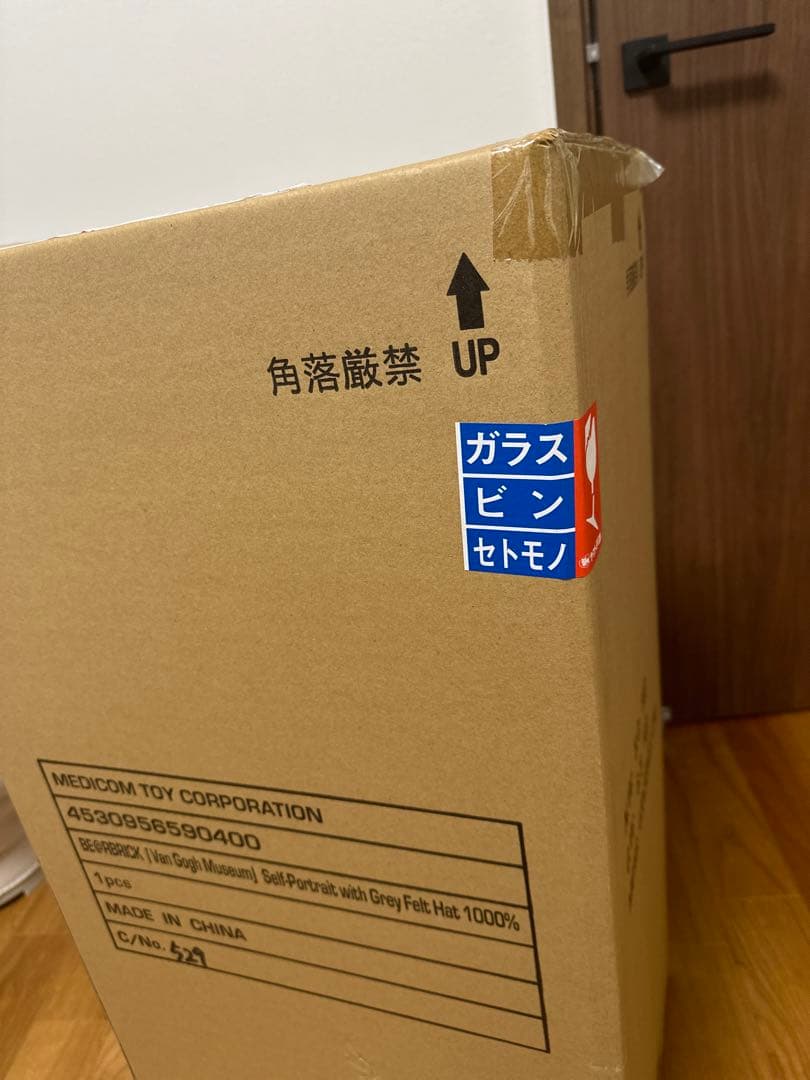 UP
角落厳禁
ガラス
ビン
セトモノ
MEDICOM TOY CORPORATION
4530956590400
BE@RBRICK「Van Gogh Museum」 Self-Portrait with Grey Felt Hat 1000%
1pcs
MADE IN CHINA
C/No. 529